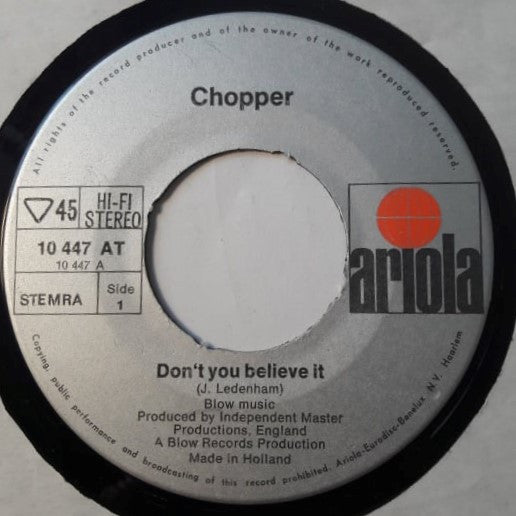 All rights of the record producer and of the owner of the work reproduced reserved.
Chopper
▽45 HI-FI
STEREO
10 447 AT
10 447 A
STEMRA
Side
1
ariola
Don't you believe it
(J. Ledenham)
Blow music
Produced by Independent Master
Productions, England
A Blow Records Production
Made in Holland
Copying, public performance and broadcasting of this record prohibited. Ariola-Eurodisc-Benelux N.V. Haarlem